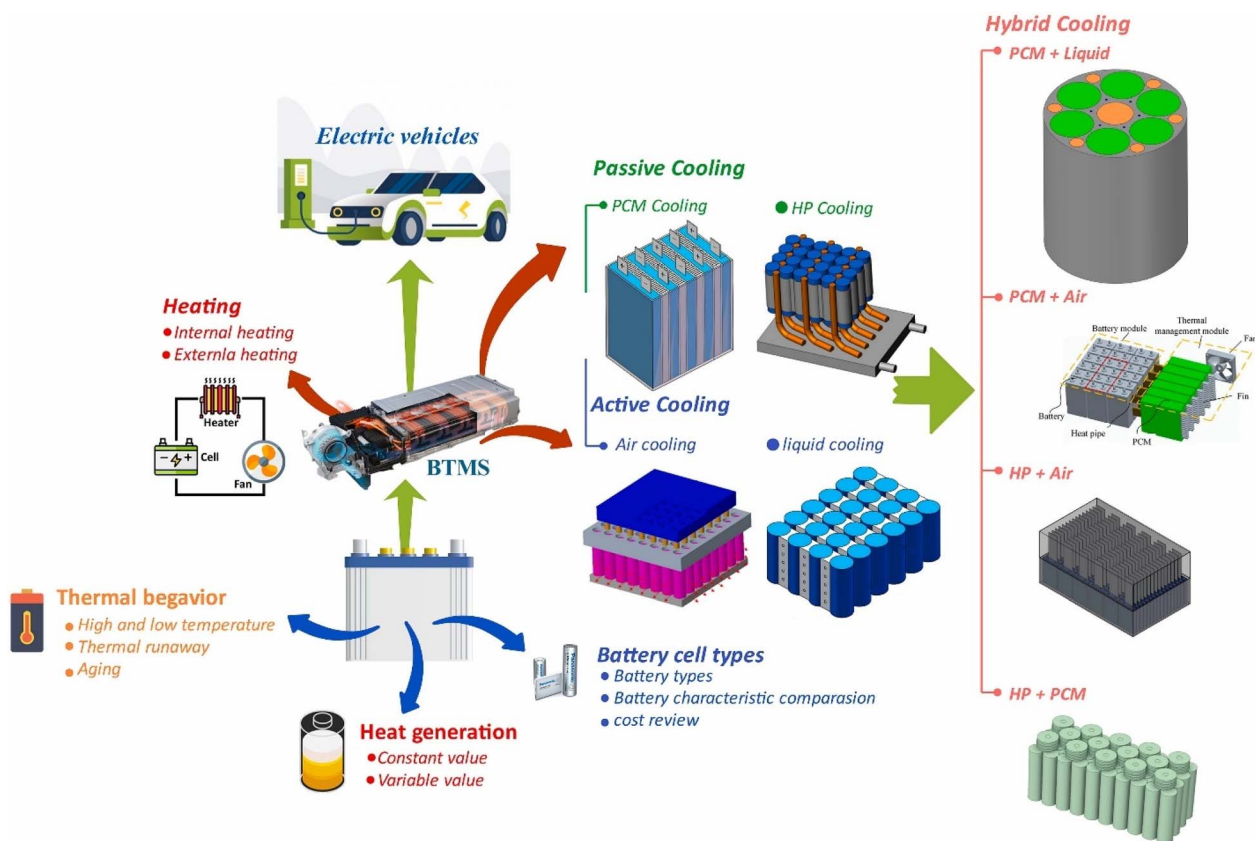 Hybrid Cooling
PCM + Liquid
Electric vehicles
Passive Cooling
PCM Cooling
HP Cooling
PCM + Air
Battery module
Thermal
management module
Fan
Fin
Battery
Heat pipe
PCM
Heating
Internal heating
Externla heating
Heater
Cell
Fan
BTMS
Active Cooling
Air cooling
liquid cooling
HP + Air
Thermal begavior
High and low temperature
Thermal runaway
Aging
Battery cell types
Battery types
Battery characteristic comparasion
cost review
Heat generation
Constant value
Variable value
HP + PCM